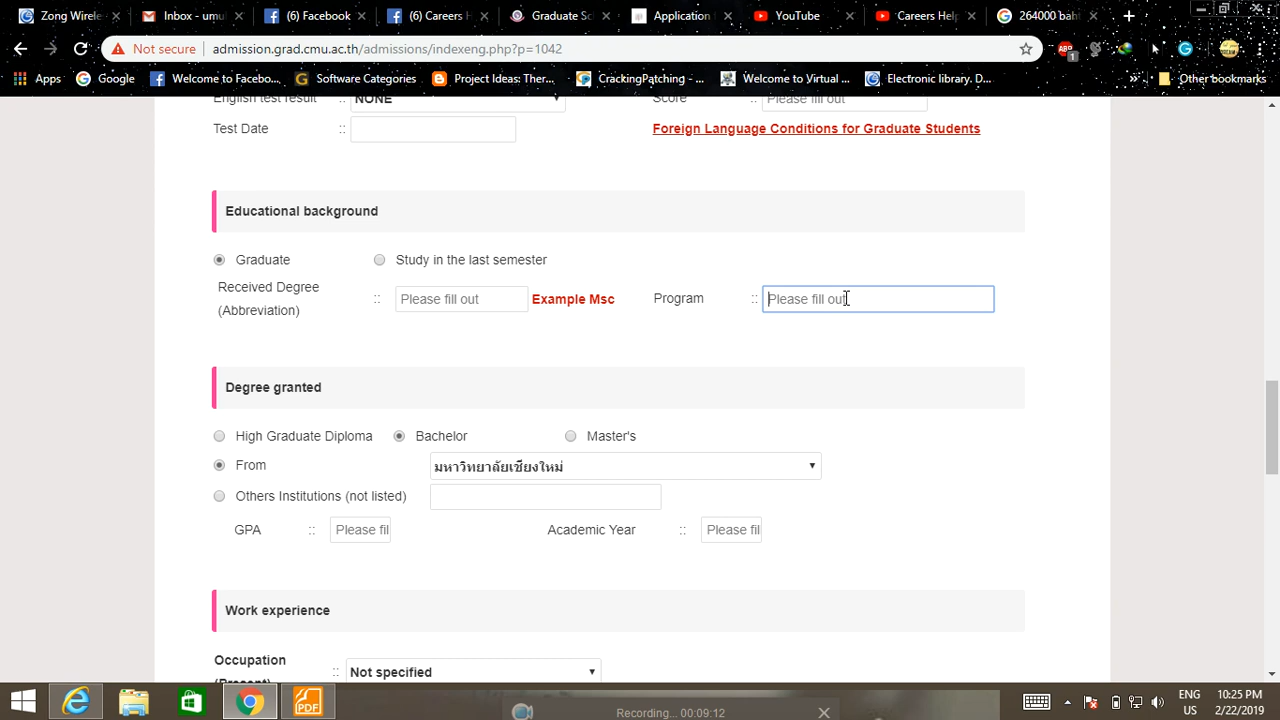 Zong Wirele
Inbox - umu
(6) Facebook
(6) Careers H
Graduate Sc
Application
YouTube
Careers Help
264000 baht
Not secure | admission.grad.cmu.ac.th/admissions/indexeng.php?p=1042
ABP
1
Apps
Google
Welcome to Facebo...
Software Categories
Project Ideas: Ther...
CrackingPatching - ...
Welcome to Virtual ...
Electronic library. D...
Other bookmarks
English test result :: NONE
Score :: Please fill out
Test Date ::
Foreign Language Conditions for Graduate Students
Educational background
Graduate
Study in the last semester
Received Degree
(Abbreviation)
:: Please fill out Example Msc
Program :: Please fill out
Degree granted
High Graduate Diploma
Bachelor
Master's
From
มหาวิทยาลัยเชียงใหม่
Others Institutions (not listed)
GPA :: Please fil
Academic Year :: Please fil
Work experience
Occupation
(Present)
:: Not specified
PDF
Recording... 00:09:12
ENG
US
10:25 PM
2/22/2019